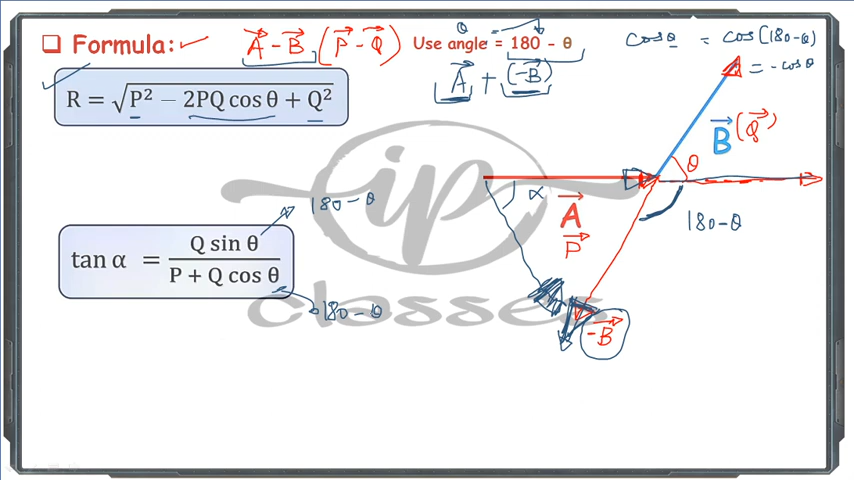 ❑ Formula: ✓ A⃗ - B⃗ (P⃗ - Q⃗) Use angle = 180 - θ
θ
A⃗ + (-B⃗)
cos θ = cos(180-θ)
= - cos θ
R = √P² − 2PQ cos θ + Q²
B⃗ (Q⃗)
θ
180-θ
α
A⃗
P⃗
180-θ
tan α = Q sin θ / P + Q cos θ
180-θ
-B⃗
ip
classes